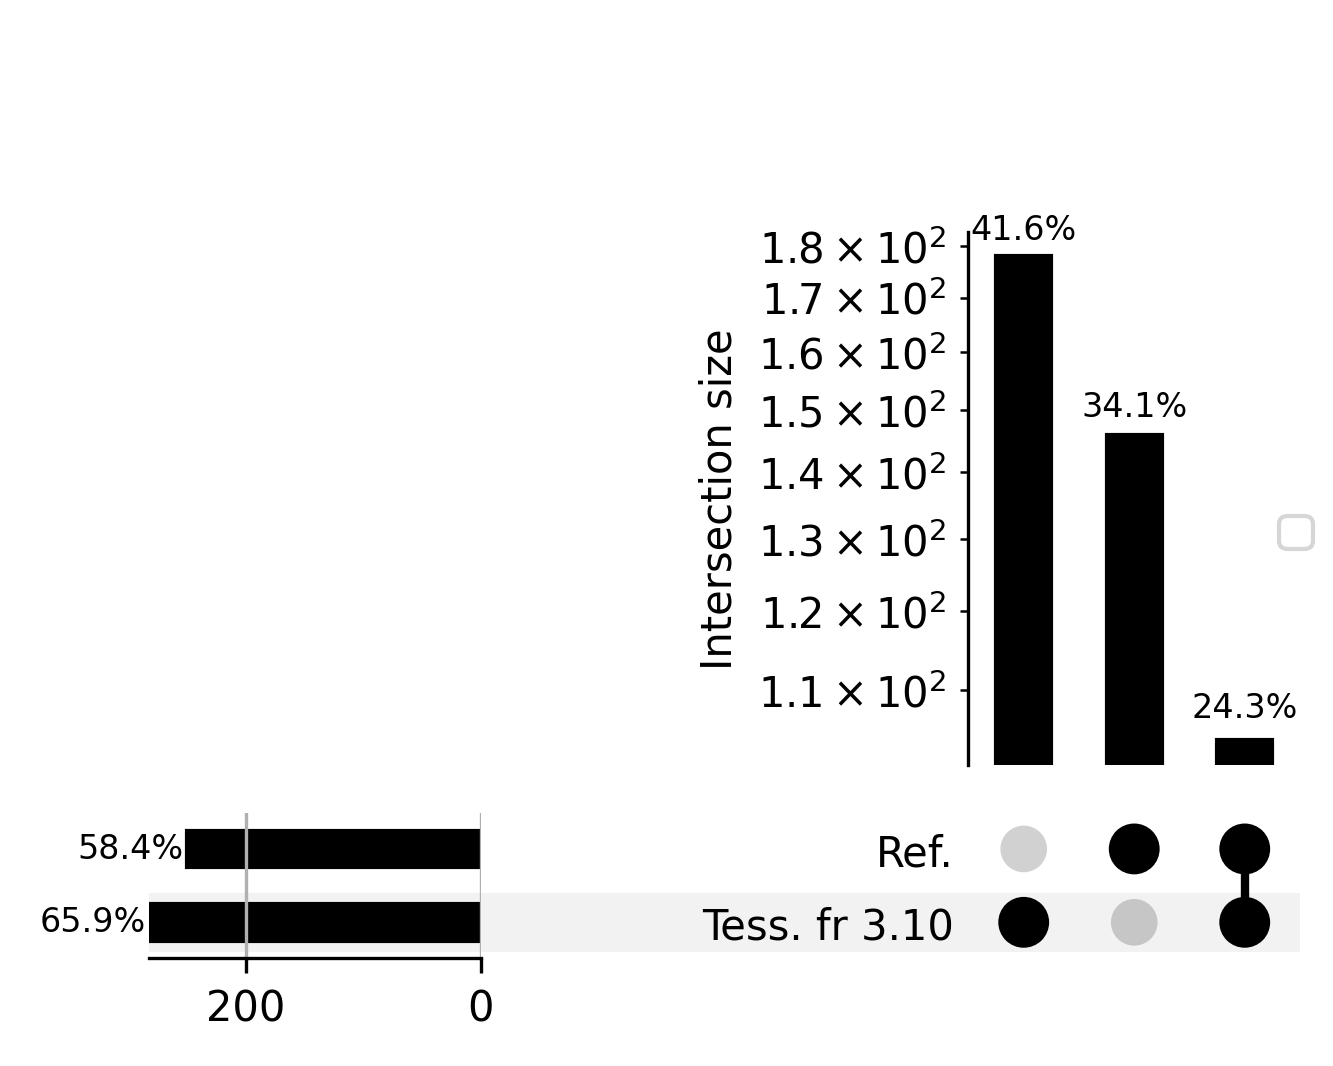 41.6%
1.8 × 10²
1.7 × 10²
1.6 × 10²
1.5 × 10²
34.1%
1.4 × 10²
1.3 × 10²
1.2 × 10²
1.1 × 10²
24.3%
Intersection size
58.4%
Ref.
65.9%
Tess. fr 3.10
200 0